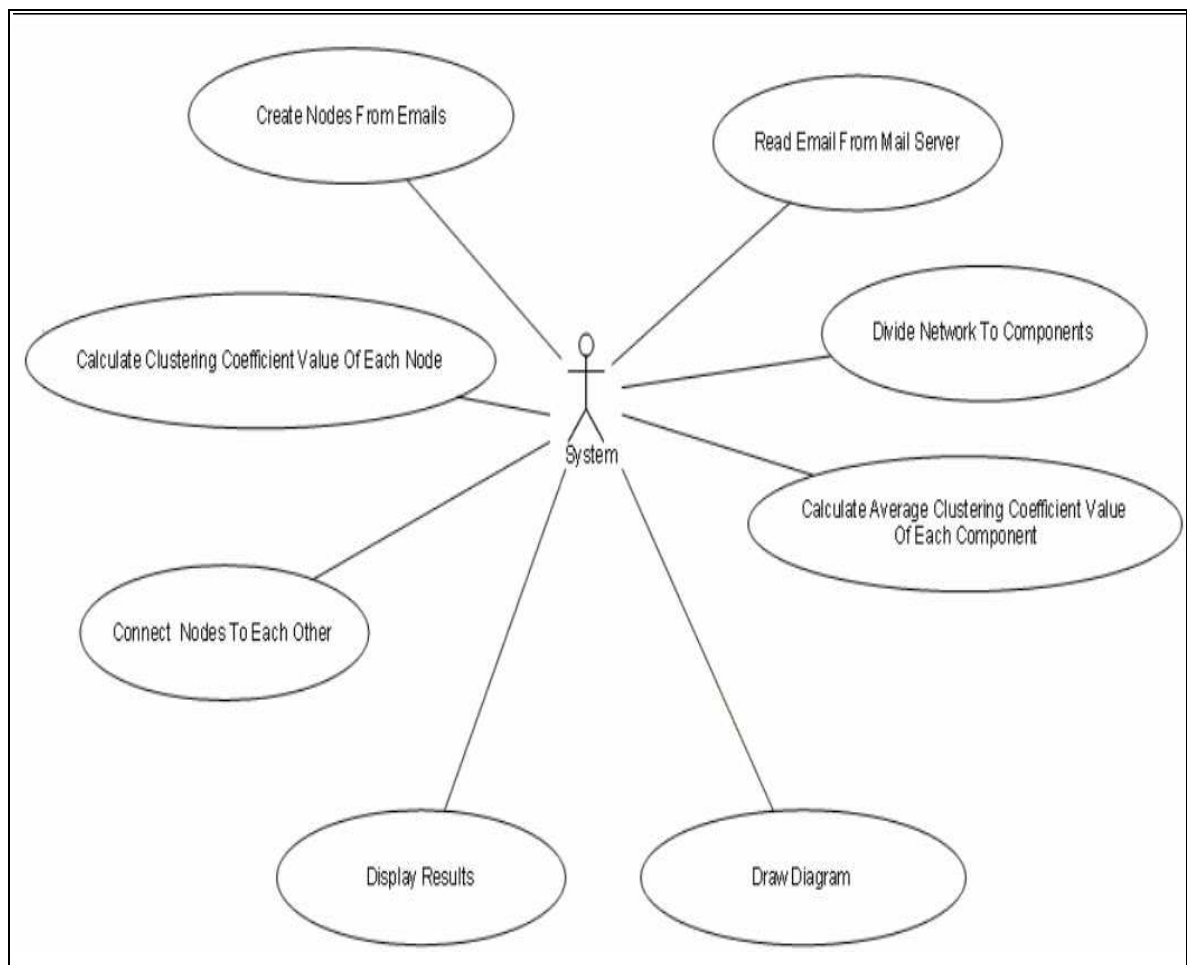 Create Nodes From Emails
Read Email From Mail Server
Divide Network To Components
Calculate Clustering Coefficient Value Of Each Node
System
Calculate Average Clustering Coefficient Value
Of Each Component
Connect Nodes To Each Other
Display Results
Draw Diagram